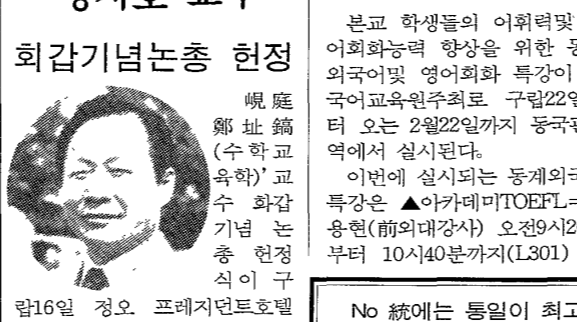 회갑기념논총 헌정
峴庭
鄭址鎬
(수학교
육학)' 교
수 화갑
기념 논
총 헌정
식이 구
랍16일 정오 프레지던트호텔
본교 학생들의 어휘력및
어회화능력 향상을 위한 동
외국어및 영어회화 특강이
국어교육원주최로 구랍22일
터 오는 2월22일까지 동국관
역에서 실시된다.
이번에 실시되는 동계외국
특강은 ▲아카데미TOEFL=
용현(前외대강사) 오전9시20
부터 10시40분까지(L301)
No 統에는 통일이 최고